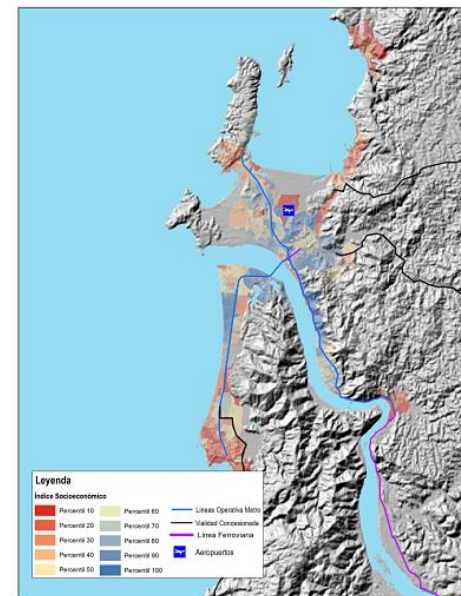 Leyenda
Índice Socioeconómico
Percentil 10
Percentil 20
Percentil 30
Percentil 40
Percentil 50
Percentil 60
Percentil 70
Percentil 80
Percentil 90
Percentil 100
Líneas Operativa Metro
Vialidad Concesionada
Línea Ferroviaria
Aeropuertos